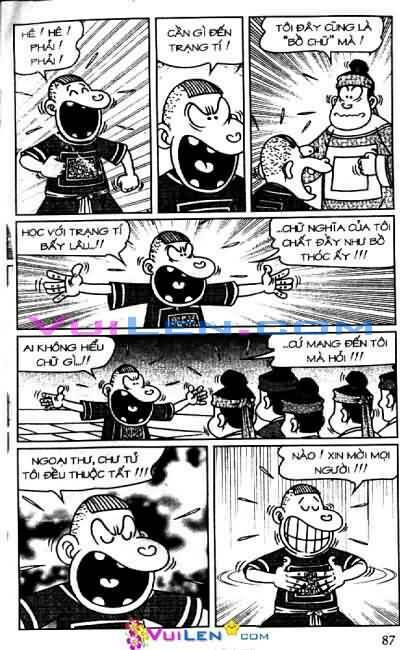 HÊ! HÊ!
PHẢI!
PHẢI!
CẦN GÌ ĐẾN
TRẠNG TÍ!
TÔI ĐÂY CŨNG LÀ
"BỒ CHỮ" MÀ!
HỌC VỚI TRẠNG TÍ
BẤY LÂU...!!
...CHỮ NGHĨA CỦA TÔI
CHẤT ĐẦY NHƯ BỒ
THÓC ẤY!!!
VUILEN.COM
AI KHÔNG HIỂU
CHỮ GÌ...!!
...CỨ MANG ĐẾN TÔI
MÀ HỎI!!!
NGOẠI THƯ, CHƯ TỬ
TÔI ĐỀU THUỘC TẤT!!!
NÀO! XIN MỜI MỌI
NGƯỜI!!!
VUILEN.COM
87